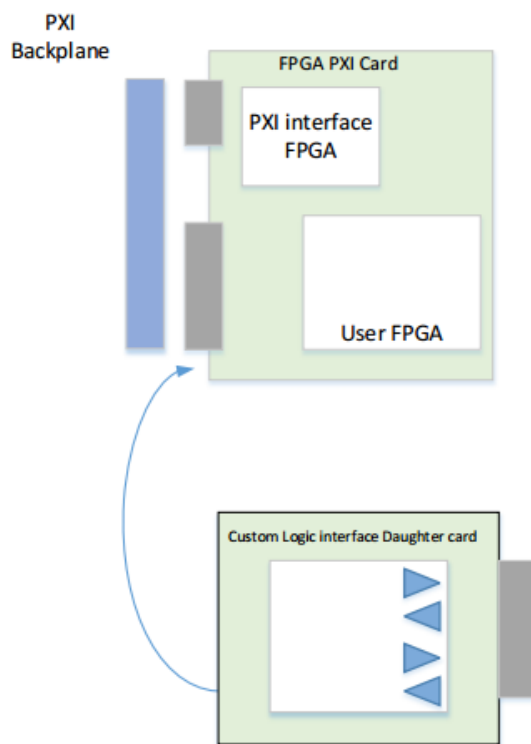 PXI
Backplane
FPGA PXI Card
PXI interface
FPGA
User FPGA
Custom Logic interface Daughter card